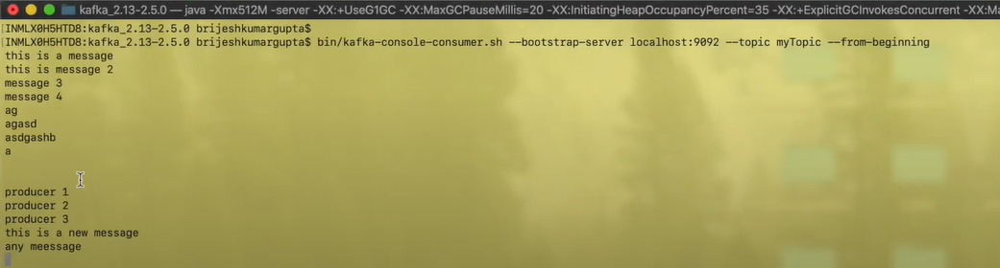 kafka_2.13-2.5.0 — java -Xmx512M -server -XX:+UseG1GC -XX:MaxGCPauseMillis=20 -XX:InitiatingHeapOccupancyPercent=35 -XX:+ExplicitGCInvokesConcurrent -XX:Ma
[INMLX0H5HTD8:kafka_2.13-2.5.0 brijeshkumargupta$
[INMLX0H5HTD8:kafka_2.13-2.5.0 brijeshkumargupta$ bin/kafka-console-consumer.sh --bootstrap-server localhost:9092 --topic myTopic --from-beginning
this is a message
this is message 2
message 3
message 4
ag
agasd
asdgashb
a
producer 1
producer 2
producer 3
this is a new message
any meessage